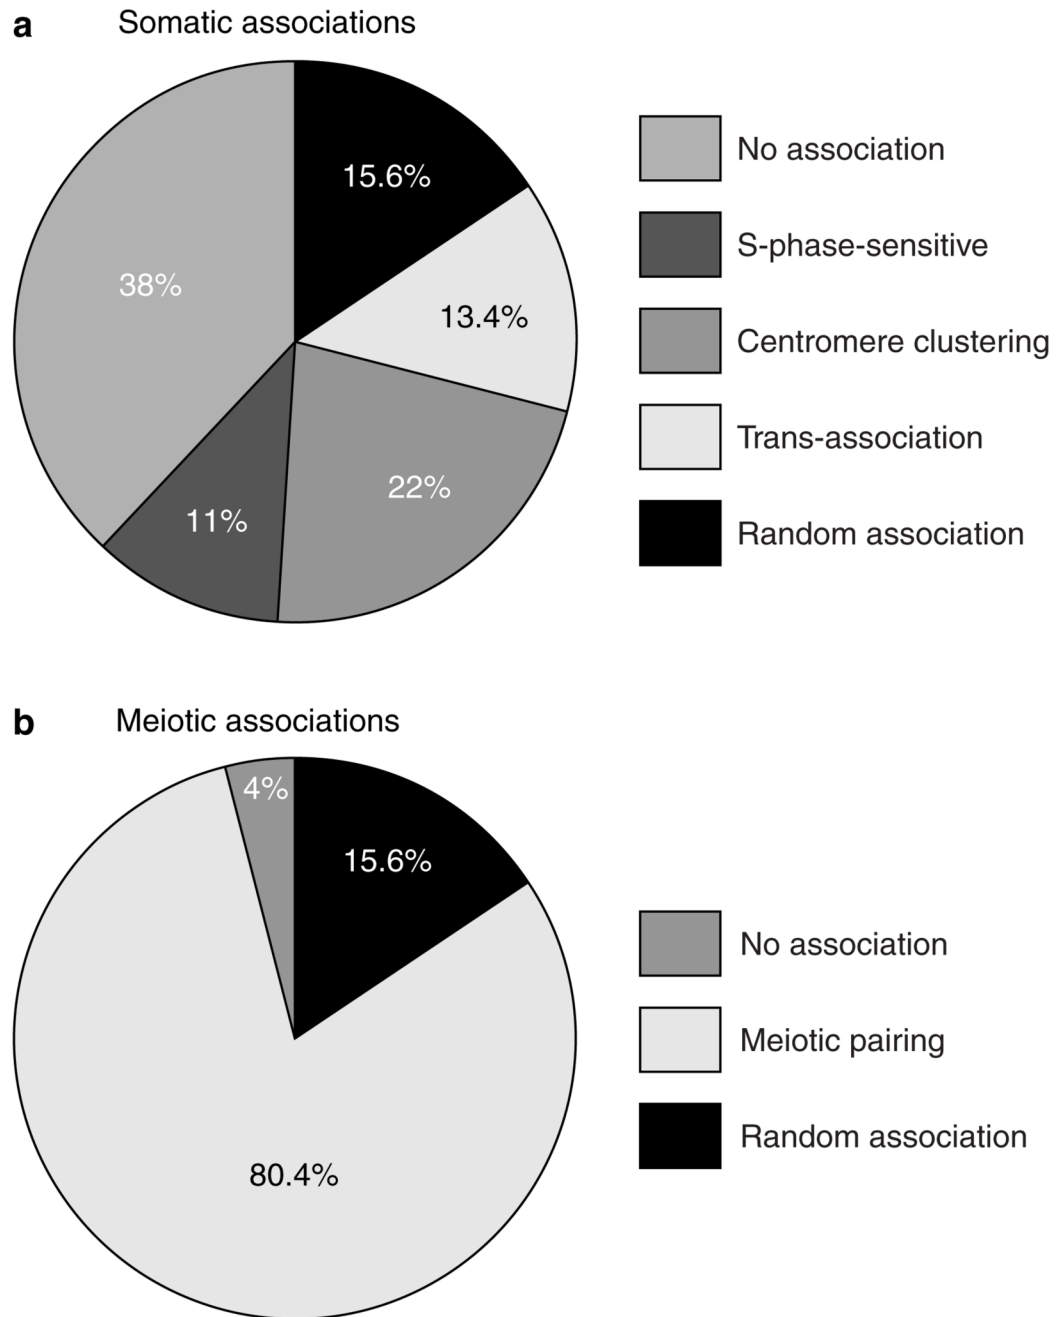 a Somatic associations
15.6%
13.4%
22%
11%
38%
No association
S-phase-sensitive
Centromere clustering
Trans-association
Random association
b Meiotic associations
4%
15.6%
80.4%
No association
Meiotic pairing
Random association